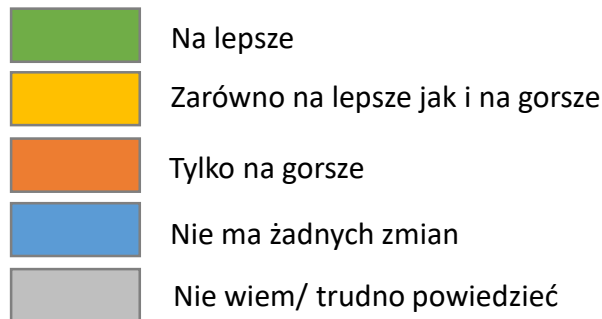 Na lepsze
Zarówno na lepsze jak i na gorsze
Tylko na gorsze
Nie ma żadnych zmian
Nie wiem/ trudno powiedzieć